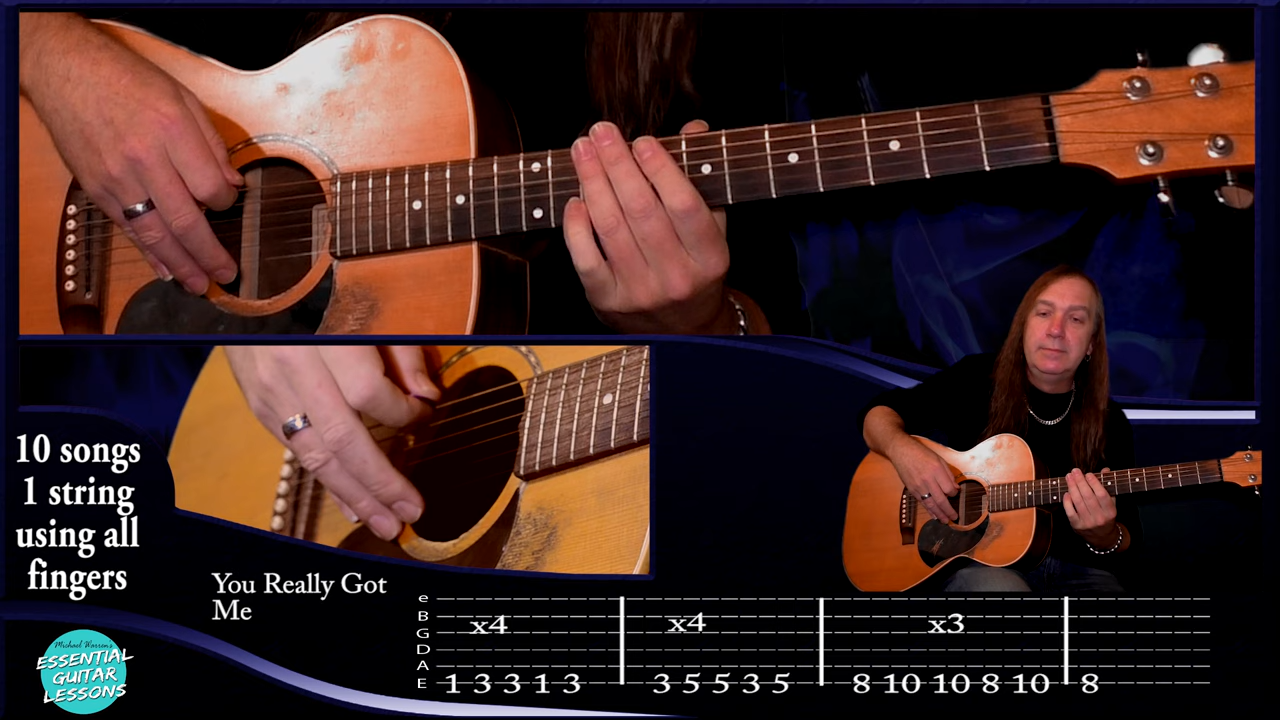 10 songs
1 string
using all
fingers
You Really Got
Me
Michael Warren's
ESSENTIAL
GUITAR
LESSONS
e
B
G
D
A
E
x4 x4 x3
1 3 3 1 3 3 5 5 3 5 8 10 10 8 10 8